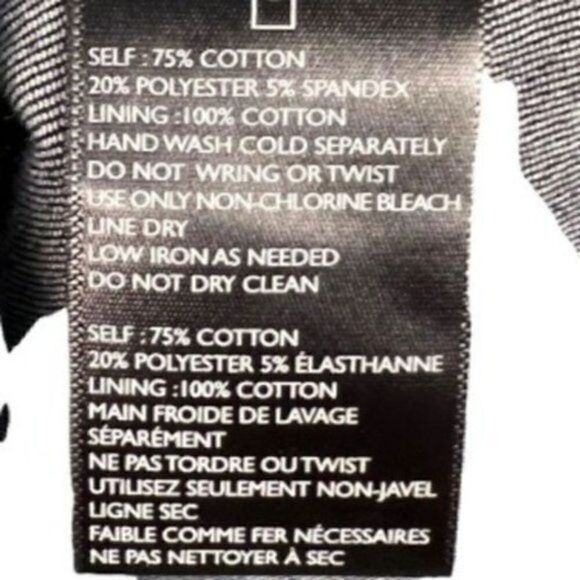 SELF : 75% COTTON
20% POLYESTER 5% SPANDEX
LINING :100% COTTON
HAND WASH COLD SEPARATELY
DO NOT WRING OR TWIST
USE ONLY NON-CHLORINE BLEACH
LINE DRY
LOW IRON AS NEEDED
DO NOT DRY CLEAN
SELF : 75% COTTON
20% POLYESTER 5% ÉLASTHANNE
LINING :100% COTTON
MAIN FROIDE DE LAVAGE
SÉPARÉMENT
NE PAS TORDRE OU TWIST
UTILISEZ SEULEMENT NON-JAVEL
LIGNE SEC
FAIBLE COMME FER NÉCESSAIRES
NE PAS NETTOYER À SEC